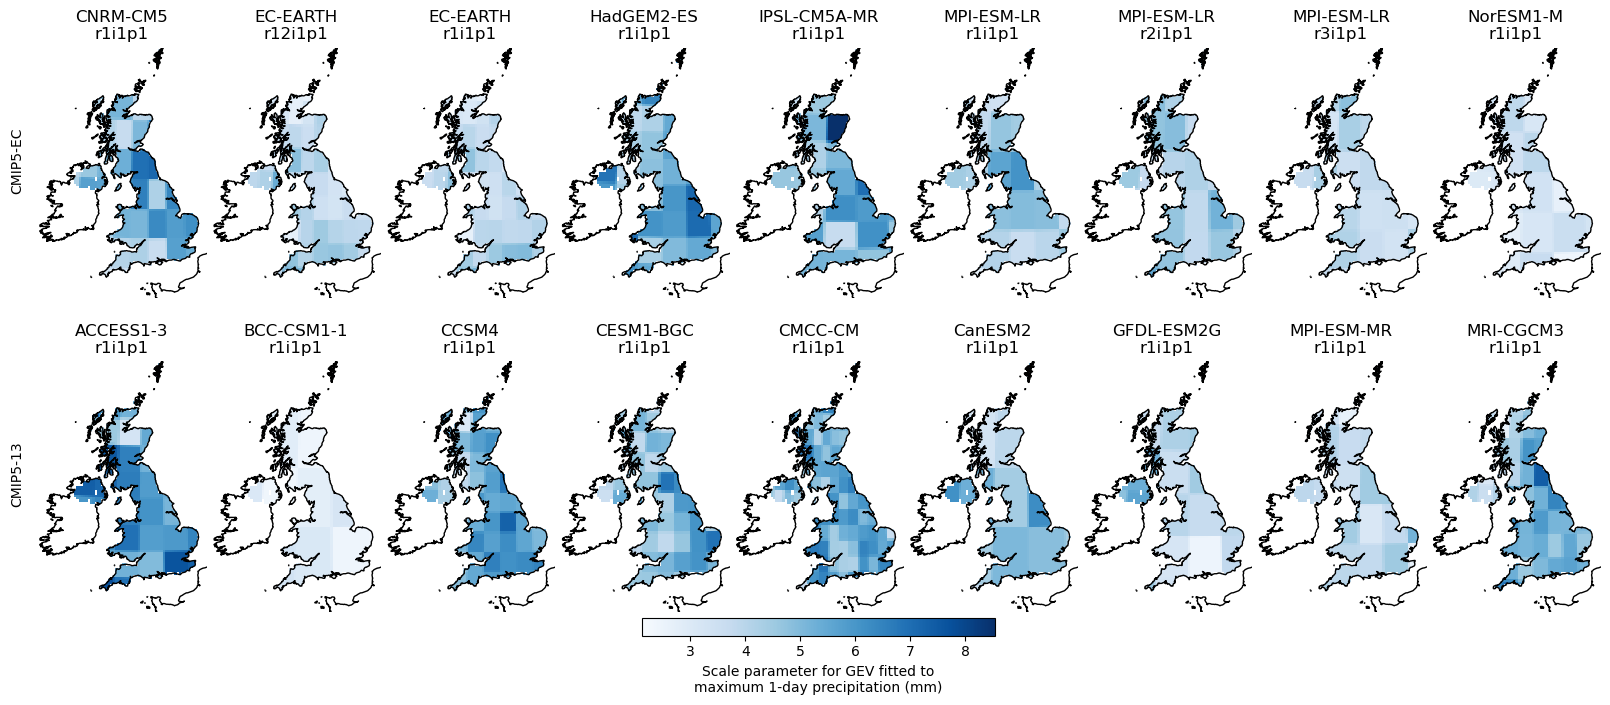 CNRM-CM5
r1i1p1
EC-EARTH
r12i1p1
EC-EARTH
r1i1p1
HadGEM2-ES
r1i1p1
IPSL-CM5A-MR
r1i1p1
MPI-ESM-LR
r1i1p1
MPI-ESM-LR
r2i1p1
MPI-ESM-LR
r3i1p1
NorESM1-M
r1i1p1
CMIP5-EC
ACCESS1-3
r1i1p1
BCC-CSM1-1
r1i1p1
CCSM4
r1i1p1
CESM1-BGC
r1i1p1
CMCC-CM
r1i1p1
CanESM2
r1i1p1
GFDL-ESM2G
r1i1p1
MPI-ESM-MR
r1i1p1
MRI-CGCM3
r1i1p1
CMIP5-13
3 4 5 6 7 8
Scale parameter for GEV fitted to
maximum 1-day precipitation (mm)